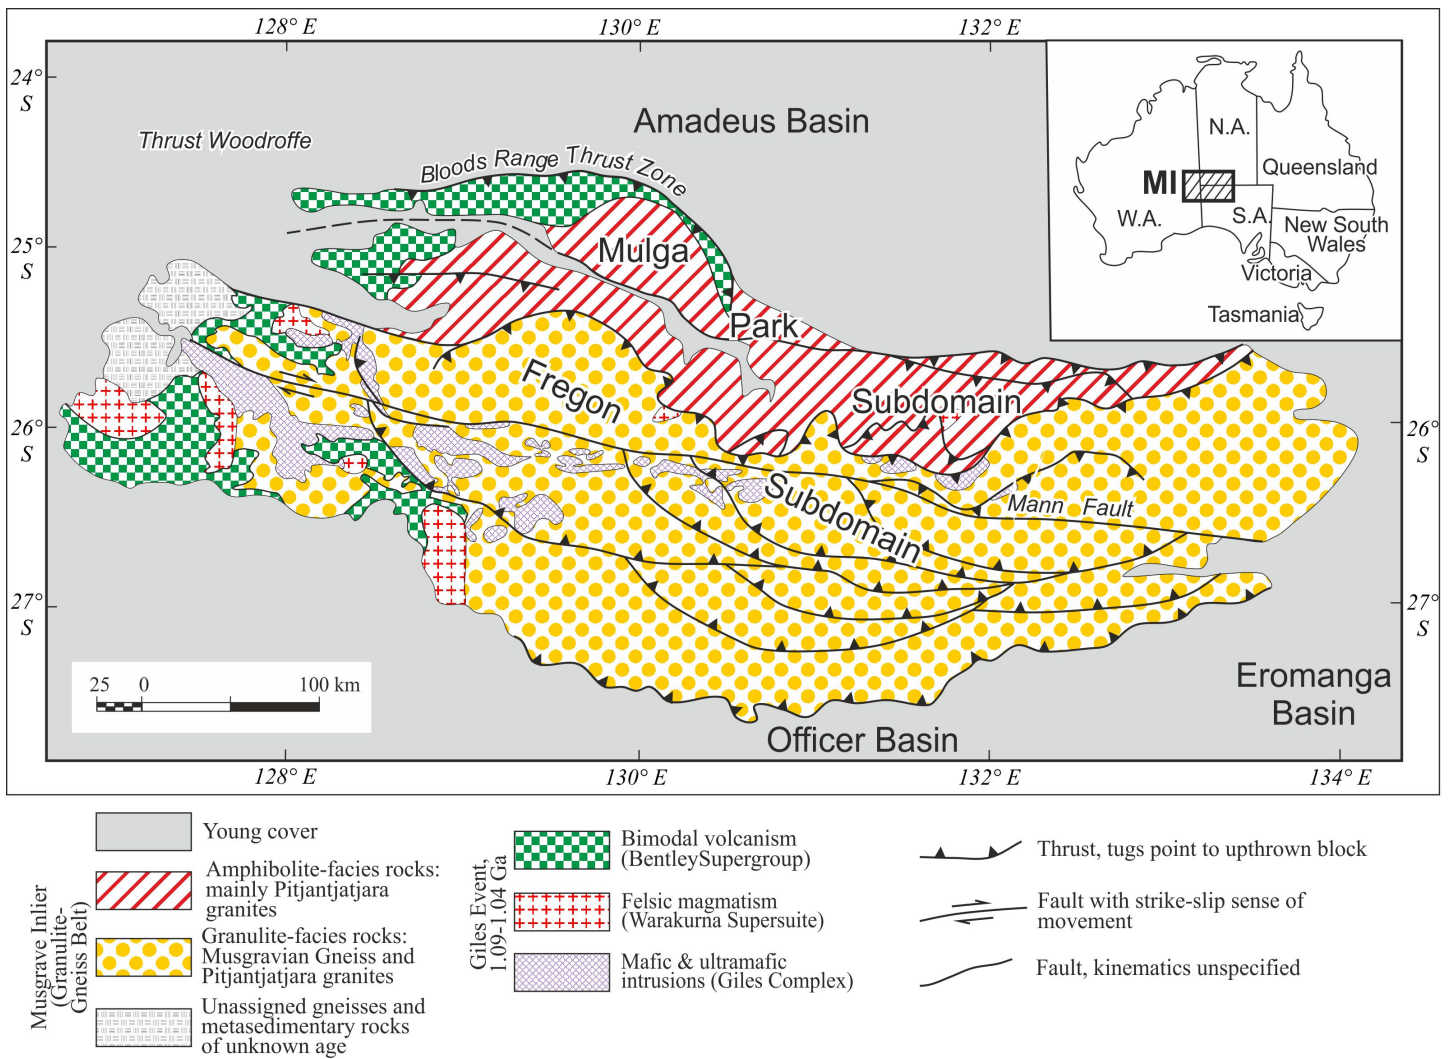 128° E
130° E
132° E
24°
S
25°
S
26°
S
27°
S
26°
S
27°
S
Thrust Woodroffe
Amadeus Basin
Bloods Range Thrust Zone
Mulga
Park
Subdomain
Fregon
Subdomain
Mann Fault
Officer Basin
Eromanga
Basin
25 0 100 km
N.A.
Queensland
MI
W.A.
S.A.
New South
Wales
Victoria
Tasmania
128° E
130° E
132° E
134° E
Musgrave Inlier
(Granulite-
Gneiss Belt)
Young cover
Amphibolite-facies rocks:
mainly Pitjantjatjara
granites
Granulite-facies rocks:
Musgravian Gneiss and
Pitjantjatjara granites
Unassigned gneisses and
metasedimentary rocks
of unknown age
Giles Event,
1.09-1.04 Ga
Bimodal volcanism
(BentleySupergroup)
Felsic magmatism
(Warakurna Supersuite)
Mafic & ultramafic
intrusions (Giles Complex)
Thrust, tugs point to upthrown block
Fault with strike-slip sense of
movement
Fault, kinematics unspecified